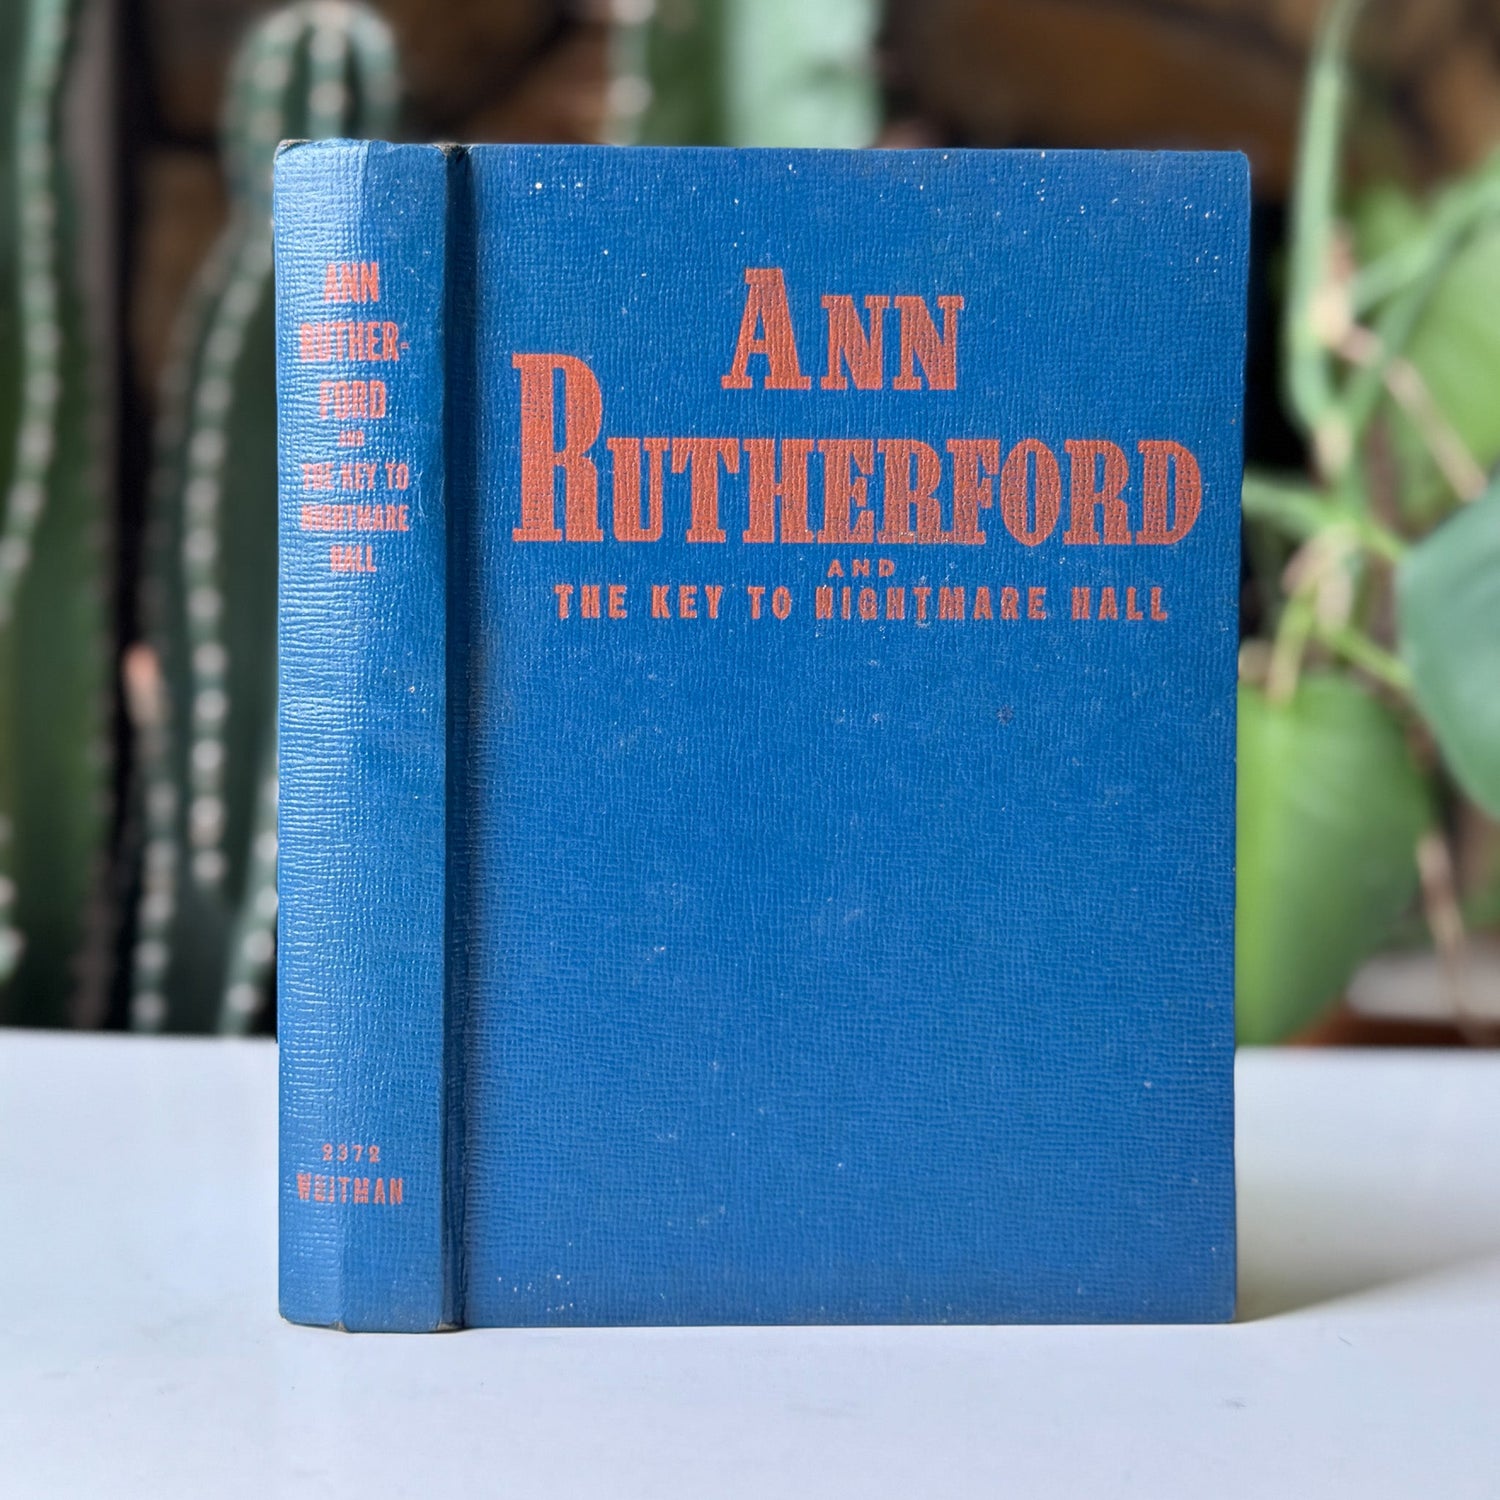 ANN
RUTHER-
FORD
AND
THE KEY TO
NIGHTMARE
HALL
2372
WHITMAN
ANN
RUTHERFORD
AND
THE KEY TO NIGHTMARE HALL